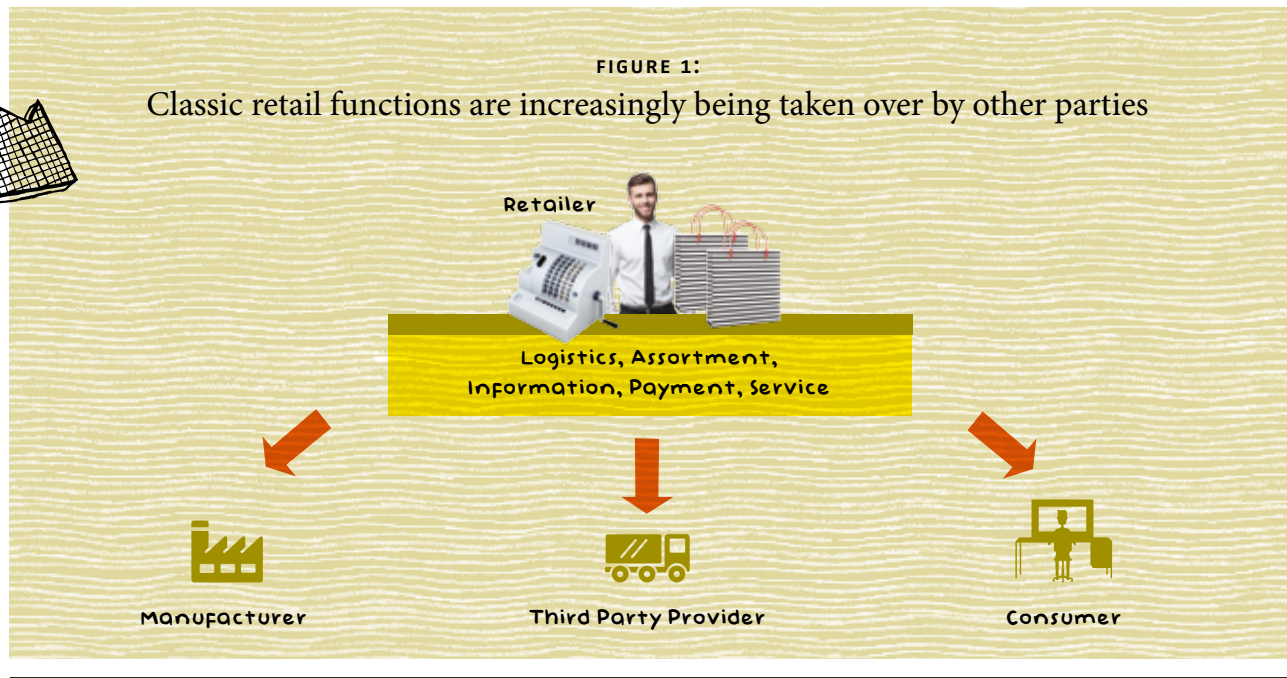 FIGURE 1:
Classic retail functions are increasingly being taken over by other parties
Retailer
Logistics, Assortment,
Information, Payment, Service
Manufacturer
Third Party Provider
Consumer